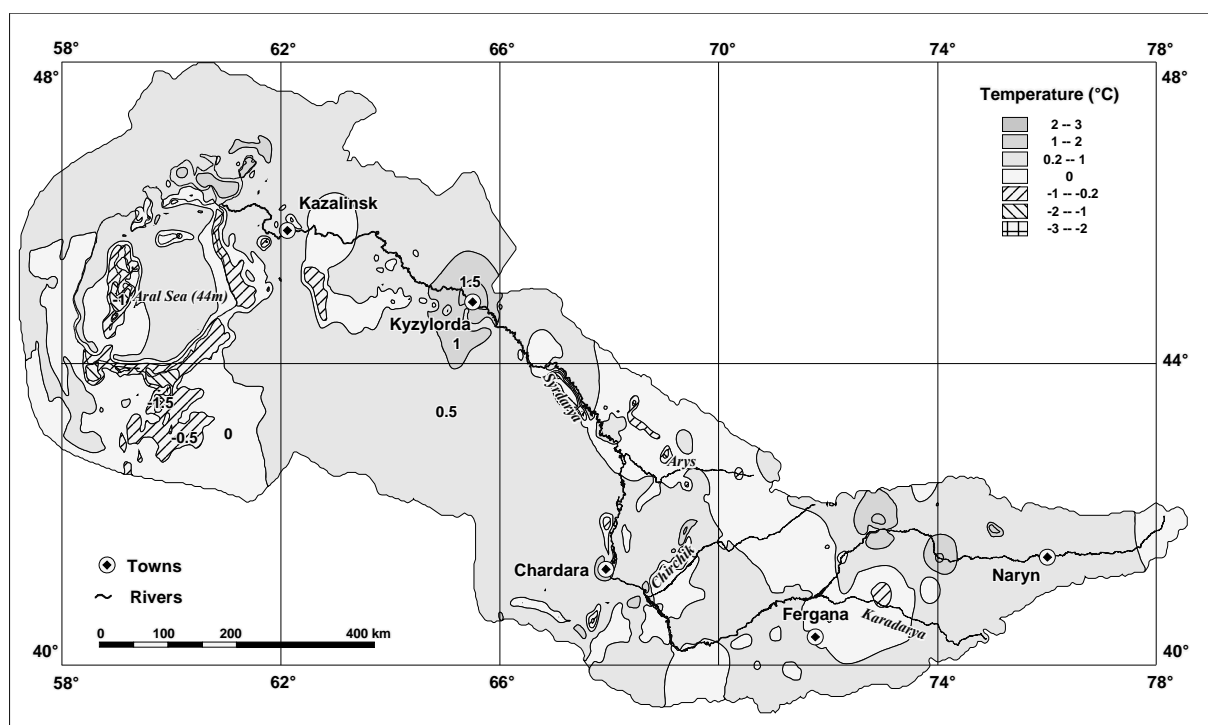 58° 62° 66° 70° 74° 78°
48° 48°
Temperature (°C)
2 -- 3
1 -- 2
0.2 -- 1
0
-1 -- -0.2
-2 -- -1
-3 -- -2
Kazalinsk
1.5
-1
Aral Sea (44m)
Kyzylorda
1
44°
44°
Syrdarya
0.5
-1.5
-0.5
0
Arys
Towns
Chardara
Chirchik
Naryn
Rivers
Fergana
Karadarya
0 100 200 400 km
40° 40°
58° 62° 66° 70° 74° 78°